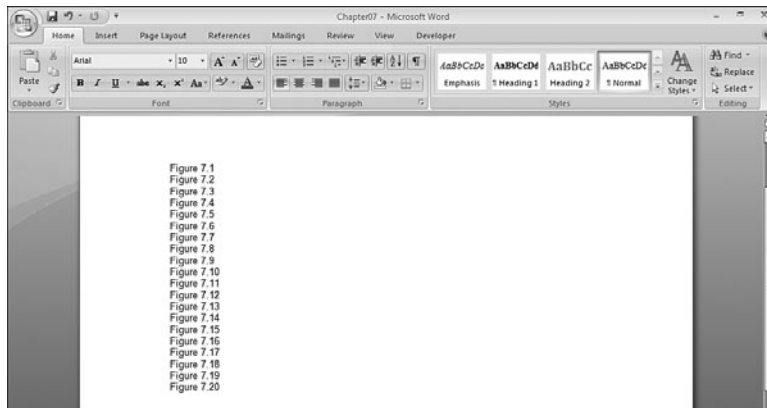 Chapter07 - Microsoft Word
Home Insert Page Layout References Mailings Review View Developer
Arial 10 A A
Paste
B I U abc X₂ X² Aa A
AaBbCcDc AaBbCcDd AaBbCc AaBbCcDc
Emphasis ¶ Heading 1 Heading 2 ¶ Normal
Change Styles
Find
Replace
Select
Clipboard Font Paragraph Styles Editing
Figure 7.1
Figure 7.2
Figure 7.3
Figure 7.4
Figure 7.5
Figure 7.6
Figure 7.7
Figure 7.8
Figure 7.9
Figure 7.10
Figure 7.11
Figure 7.12
Figure 7.13
Figure 7.14
Figure 7.15
Figure 7.16
Figure 7.17
Figure 7.18
Figure 7.19
Figure 7.20